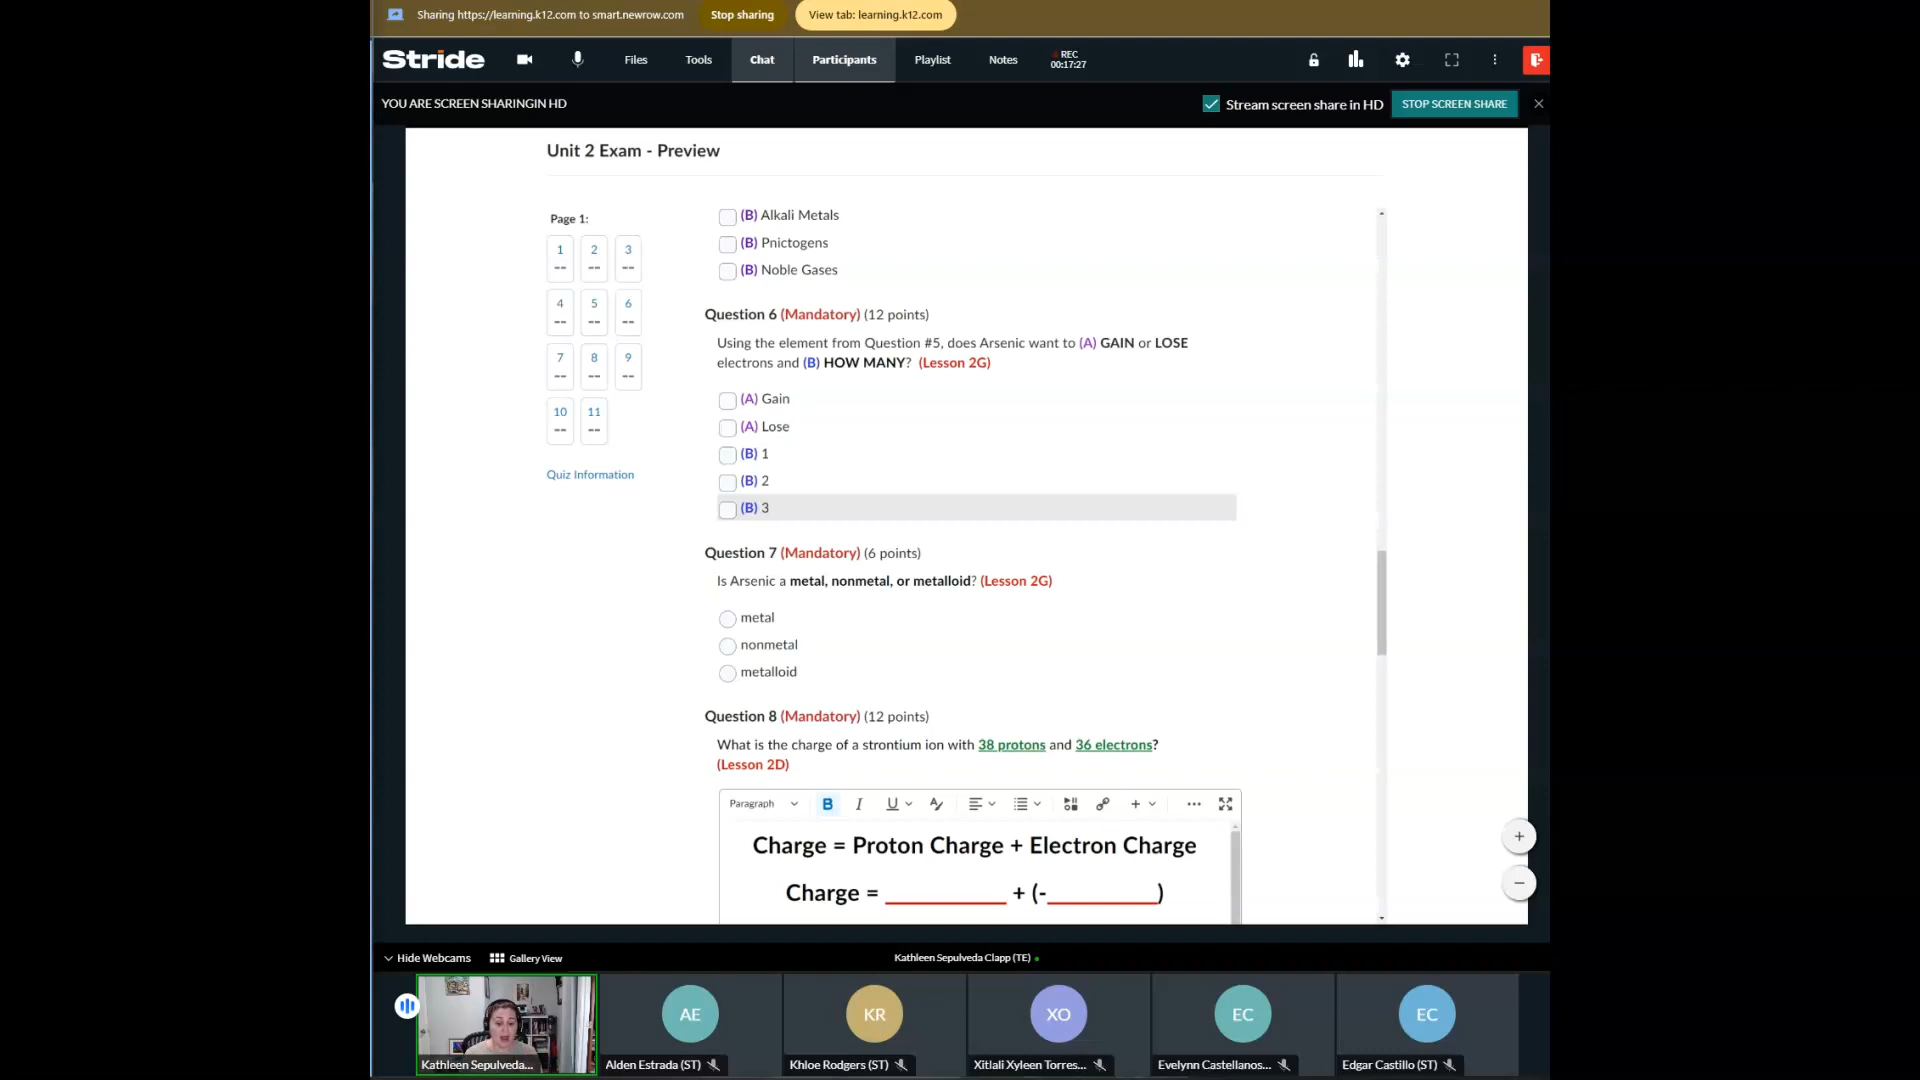 Sharing https://learning.k12.com to smart.newrow.com Stop sharing View tab: learning.k12.com
Stride Files Tools Chat Participants Playlist Notes REC
00:17:27
YOU ARE SCREEN SHARINGIN HD Stream screen share in HD STOP SCREEN SHARE
Unit 2 Exam - Preview
Page 1:
1 2 3
-- -- --
4 5 6
-- -- --
7 8 9
-- -- --
10 11
-- --
Quiz Information
(B) Alkali Metals
(B) Pnictogens
(B) Noble Gases
Question 6 (Mandatory) (12 points)
Using the element from Question #5, does Arsenic want to (A) GAIN or LOSE
electrons and (B) HOW MANY? (Lesson 2G)
(A) Gain
(A) Lose
(B) 1
(B) 2
(B) 3
Question 7 (Mandatory) (6 points)
Is Arsenic a metal, nonmetal, or metalloid? (Lesson 2G)
metal
nonmetal
metalloid
Question 8 (Mandatory) (12 points)
What is the charge of a strontium ion with 38 protons and 36 electrons?
(Lesson 2D)
Paragraph B I U
Charge = Proton Charge + Electron Charge
Charge = __________ + (-__________)
Hide Webcams Gallery View Kathleen Sepulveda Clapp (TE)
AE KR XO EC EC
Kathleen Sepulveda... Alden Estrada (ST) Khloe Rodgers (ST) Xitlali Xyleen Torres... Evelynn Castellanos... Edgar Castillo (ST)